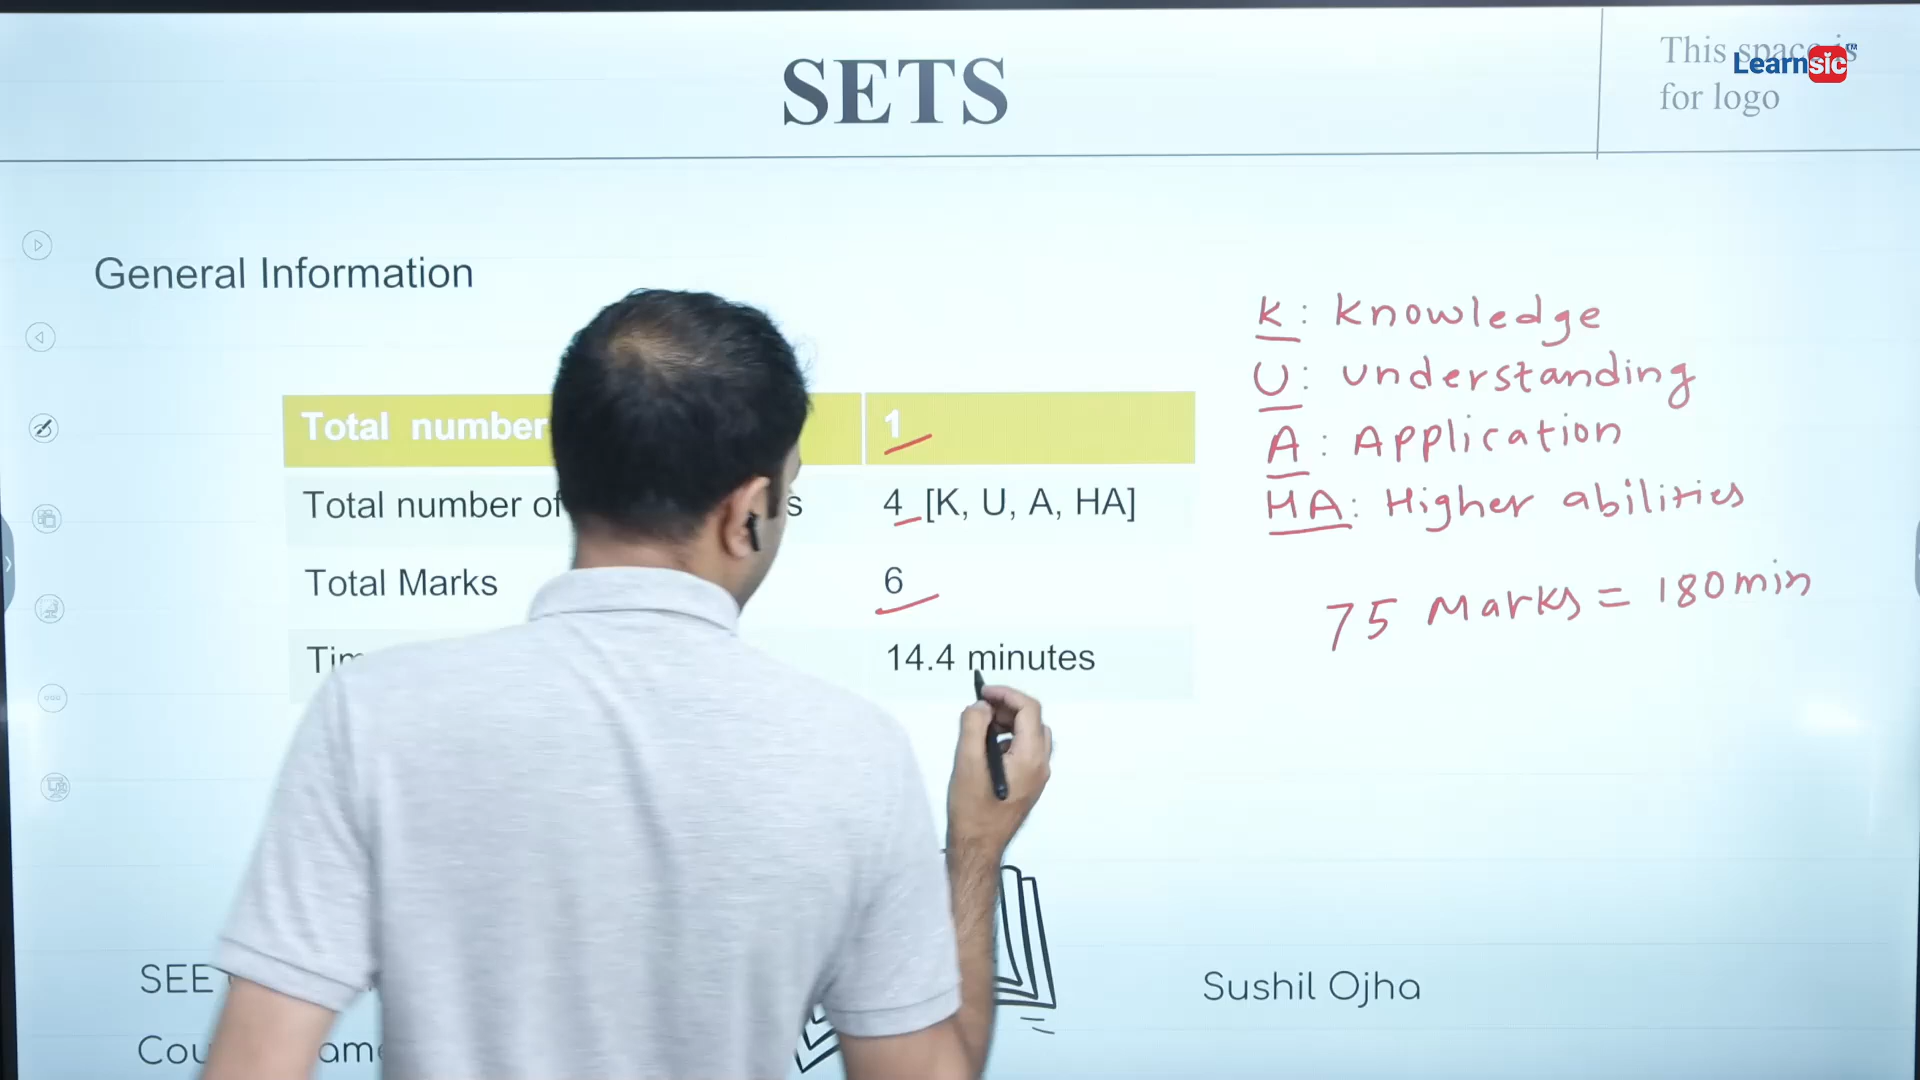 SETS
This space is
for logo
Learnsic™
General Information
Total number 1
Total number of s 4 [K, U, A, HA]
Total Marks 6
14.4 minutes
K : Knowledge
U : Understanding
A : Application
HA : Higher abilities
75 Marks = 180 min
SEE
Sushil Ojha